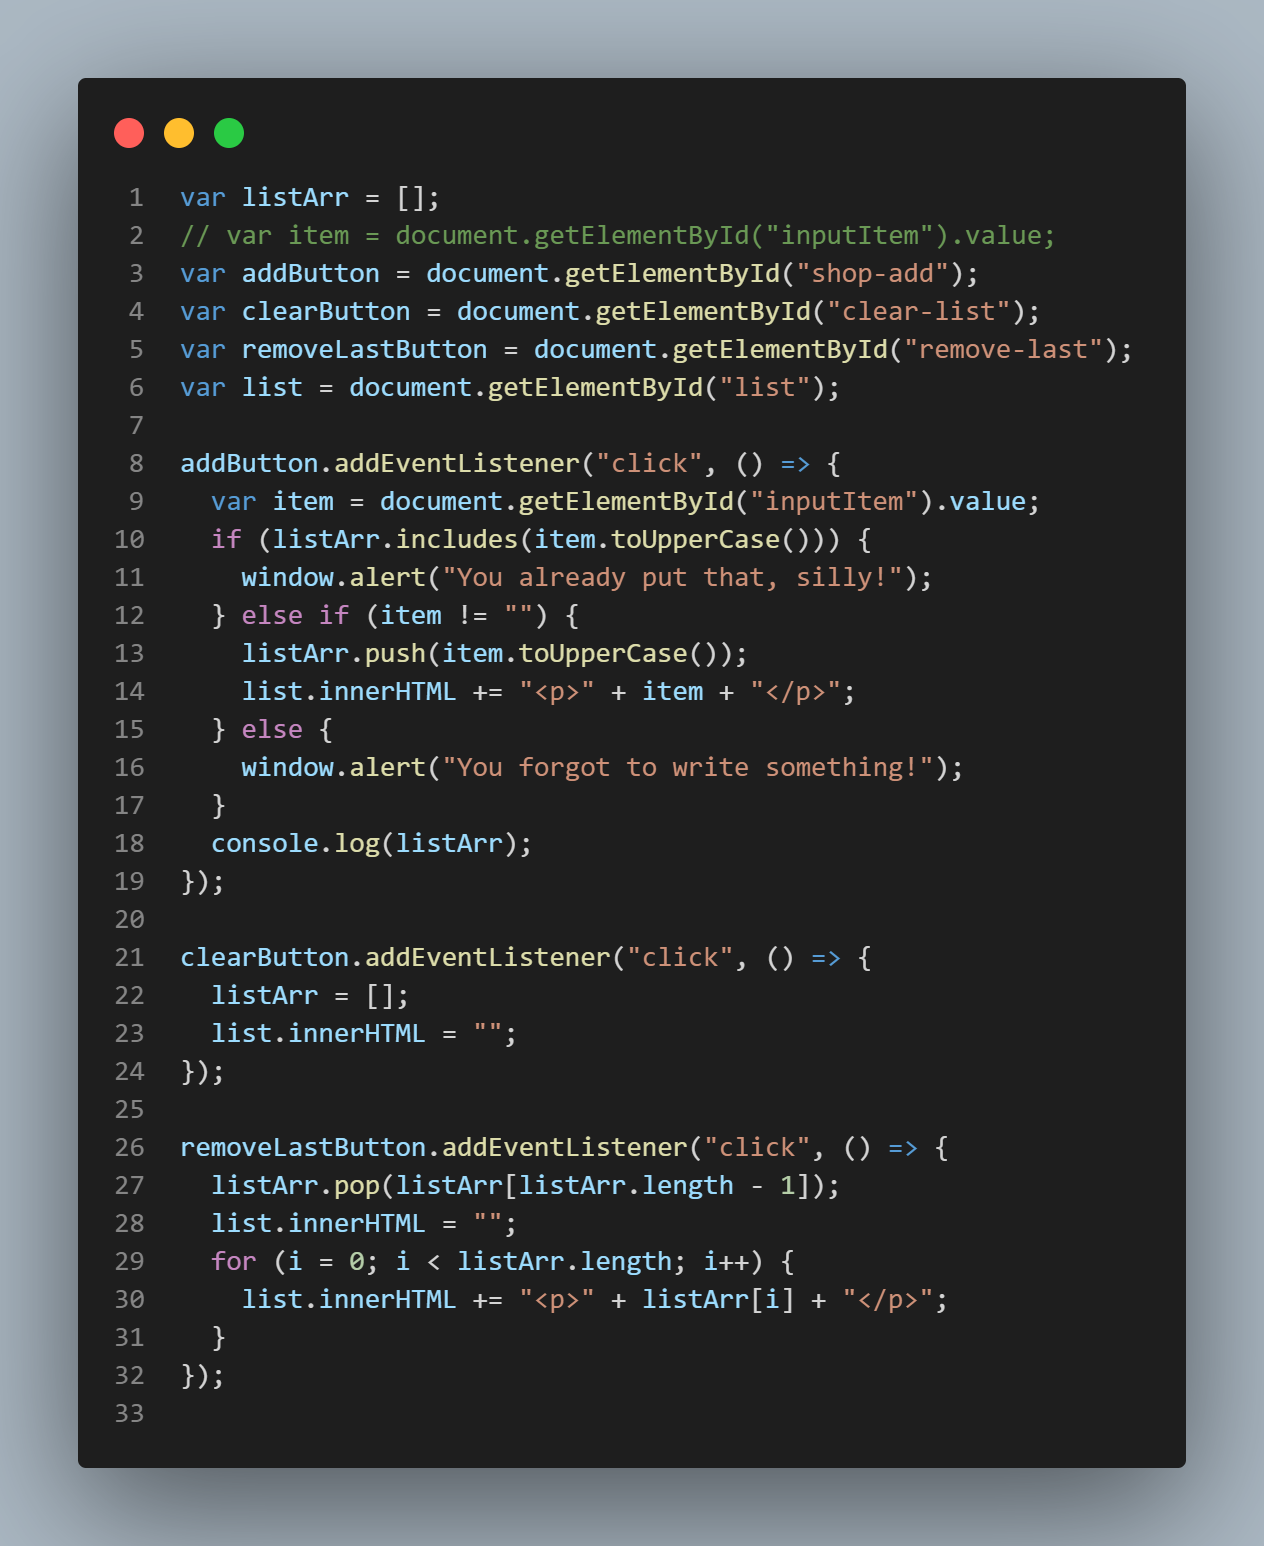 1 var listArr = [];
2 // var item = document.getElementById("inputItem").value;
3 var addButton = document.getElementById("shop-add");
4 var clearButton = document.getElementById("clear-list");
5 var removeLastButton = document.getElementById("remove-last");
6 var list = document.getElementById("list");
7
8 addButton.addEventListener("click", () => {
9   var item = document.getElementById("inputItem").value;
10   if (listArr.includes(item.toUpperCase())) {
11     window.alert("You already put that, silly!");
12   } else if (item != "") {
13     listArr.push(item.toUpperCase());
14     list.innerHTML += "<p>" + item + "</p>";
15   } else {
16     window.alert("You forgot to write something!");
17   }
18   console.log(listArr);
19 });
20
21 clearButton.addEventListener("click", () => {
22   listArr = [];
23   list.innerHTML = "";
24 });
25
26 removeLastButton.addEventListener("click", () => {
27   listArr.pop(listArr[listArr.length - 1]);
28   list.innerHTML = "";
29   for (i = 0; i < listArr.length; i++) {
30     list.innerHTML += "<p>" + listArr[i] + "</p>";
31   }
32 });
33